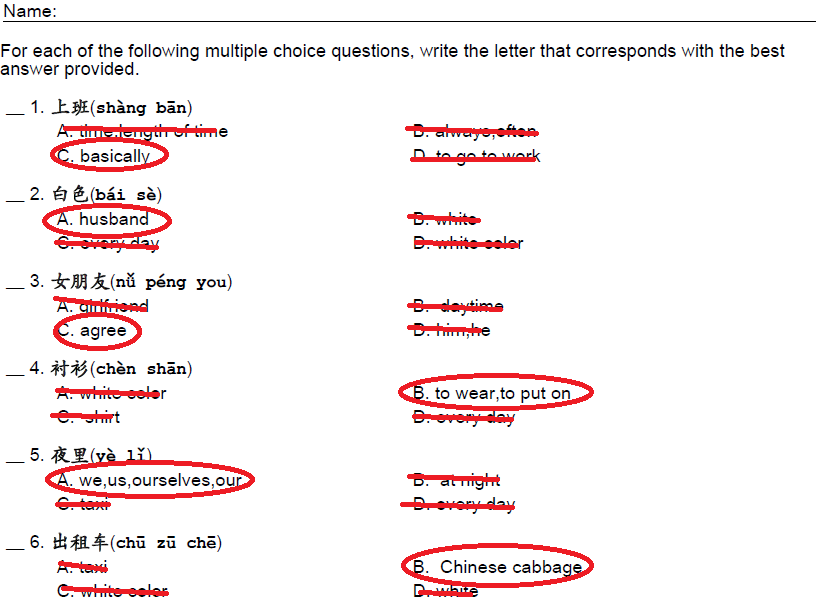 Name:
For each of the following multiple choice questions, write the letter that corresponds with the best
answer provided.
__ 1. 上班(shàng bān)
A. time,length of time B. always,often
C. basically D. to go to work
__ 2. 白色(bái sè)
A. husband B. white
C. every day D. white color
__ 3. 女朋友(nǚ péng you)
A. girlfriend B. daytime
C. agree D. him,he
__ 4. 衬衫(chèn shān)
A. white color B. to wear,to put on
C. shirt D. every day
__ 5. 夜里(yè lǐ)
A. we,us,ourselves,our B. at night
C. taxi D. every day
__ 6. 出租车(chū zū chē)
A. taxi B. Chinese cabbage
C. white color D. white